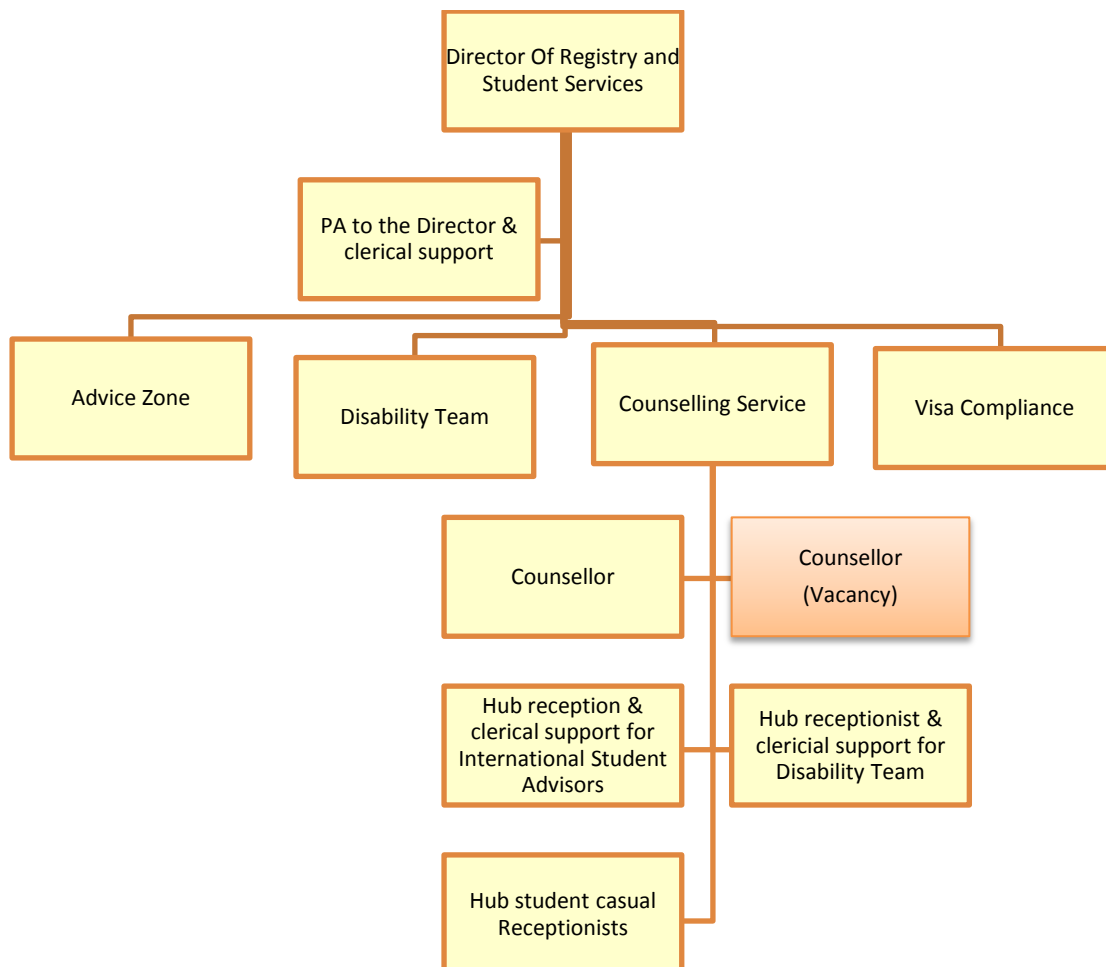 Director Of Registry and
Student Services
PA to the Director &
clerical support
Advice Zone
Disability Team
Counselling Service
Visa Compliance
Counsellor
Counsellor
(Vacancy)
Hub reception &
clerical support for
International Student
Advisors
Hub receptionist &
clericial support for
Disability Team
Hub student casual
Receptionists